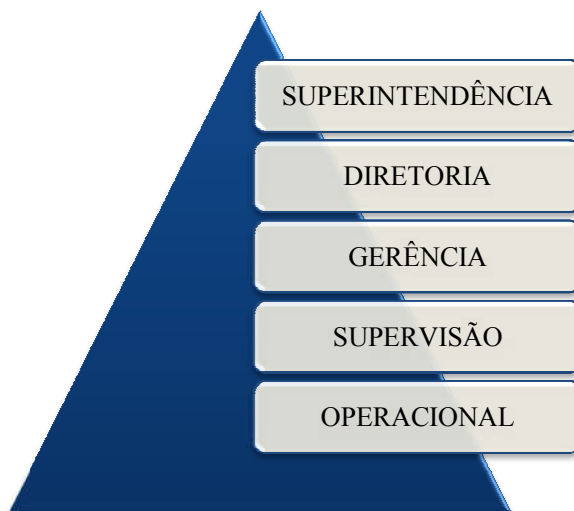 SUPERINTENDÊNCIA
DIRETORIA
GERÊNCIA
SUPERVISÃO
OPERACIONAL